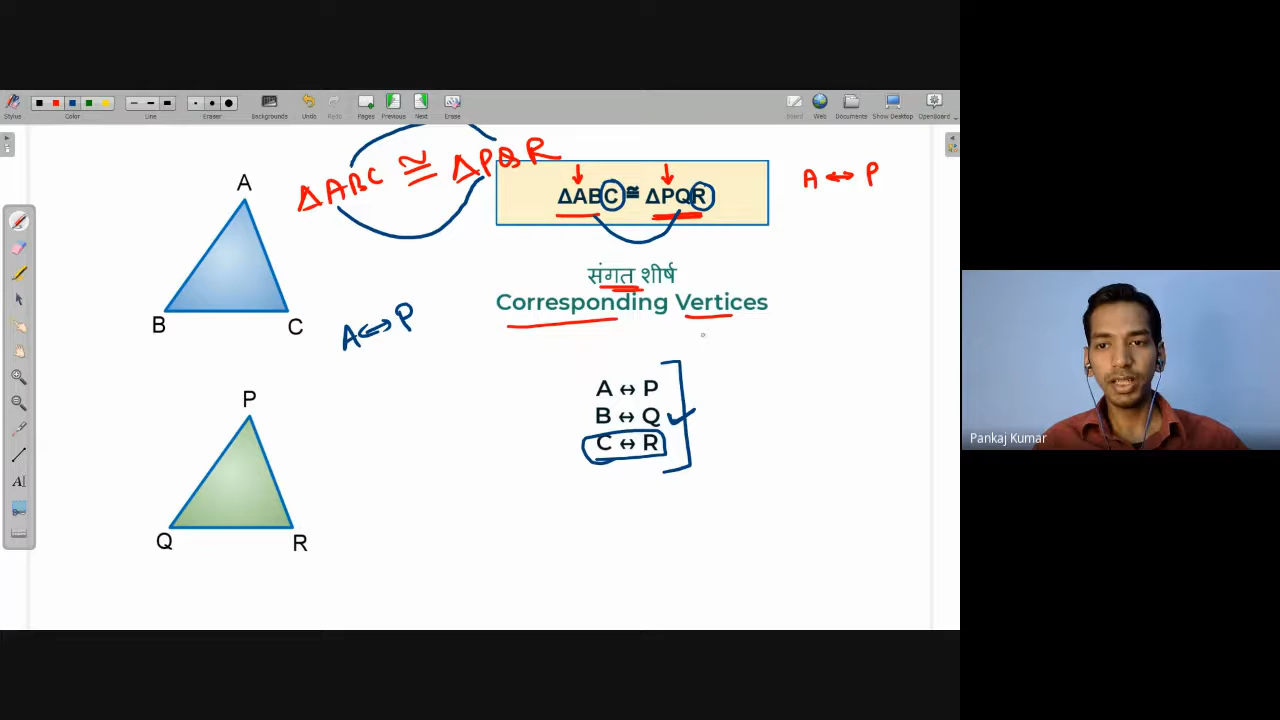 Stylus
Color
Line
Eraser
Backgrounds
Undo
Redo
Pages
Previous
Next
Erase
Board
Web
Documents
Show Desktop
OpenBoard
ΔABC ≅ ΔPQR
ΔABC ≅ ΔPQR
A ↔ P
A
B
C
संगत शीर्ष
Corresponding Vertices
A ↔ P
A ↔ P
B ↔ Q
C ↔ R
P
Q
R
Pankaj Kumar